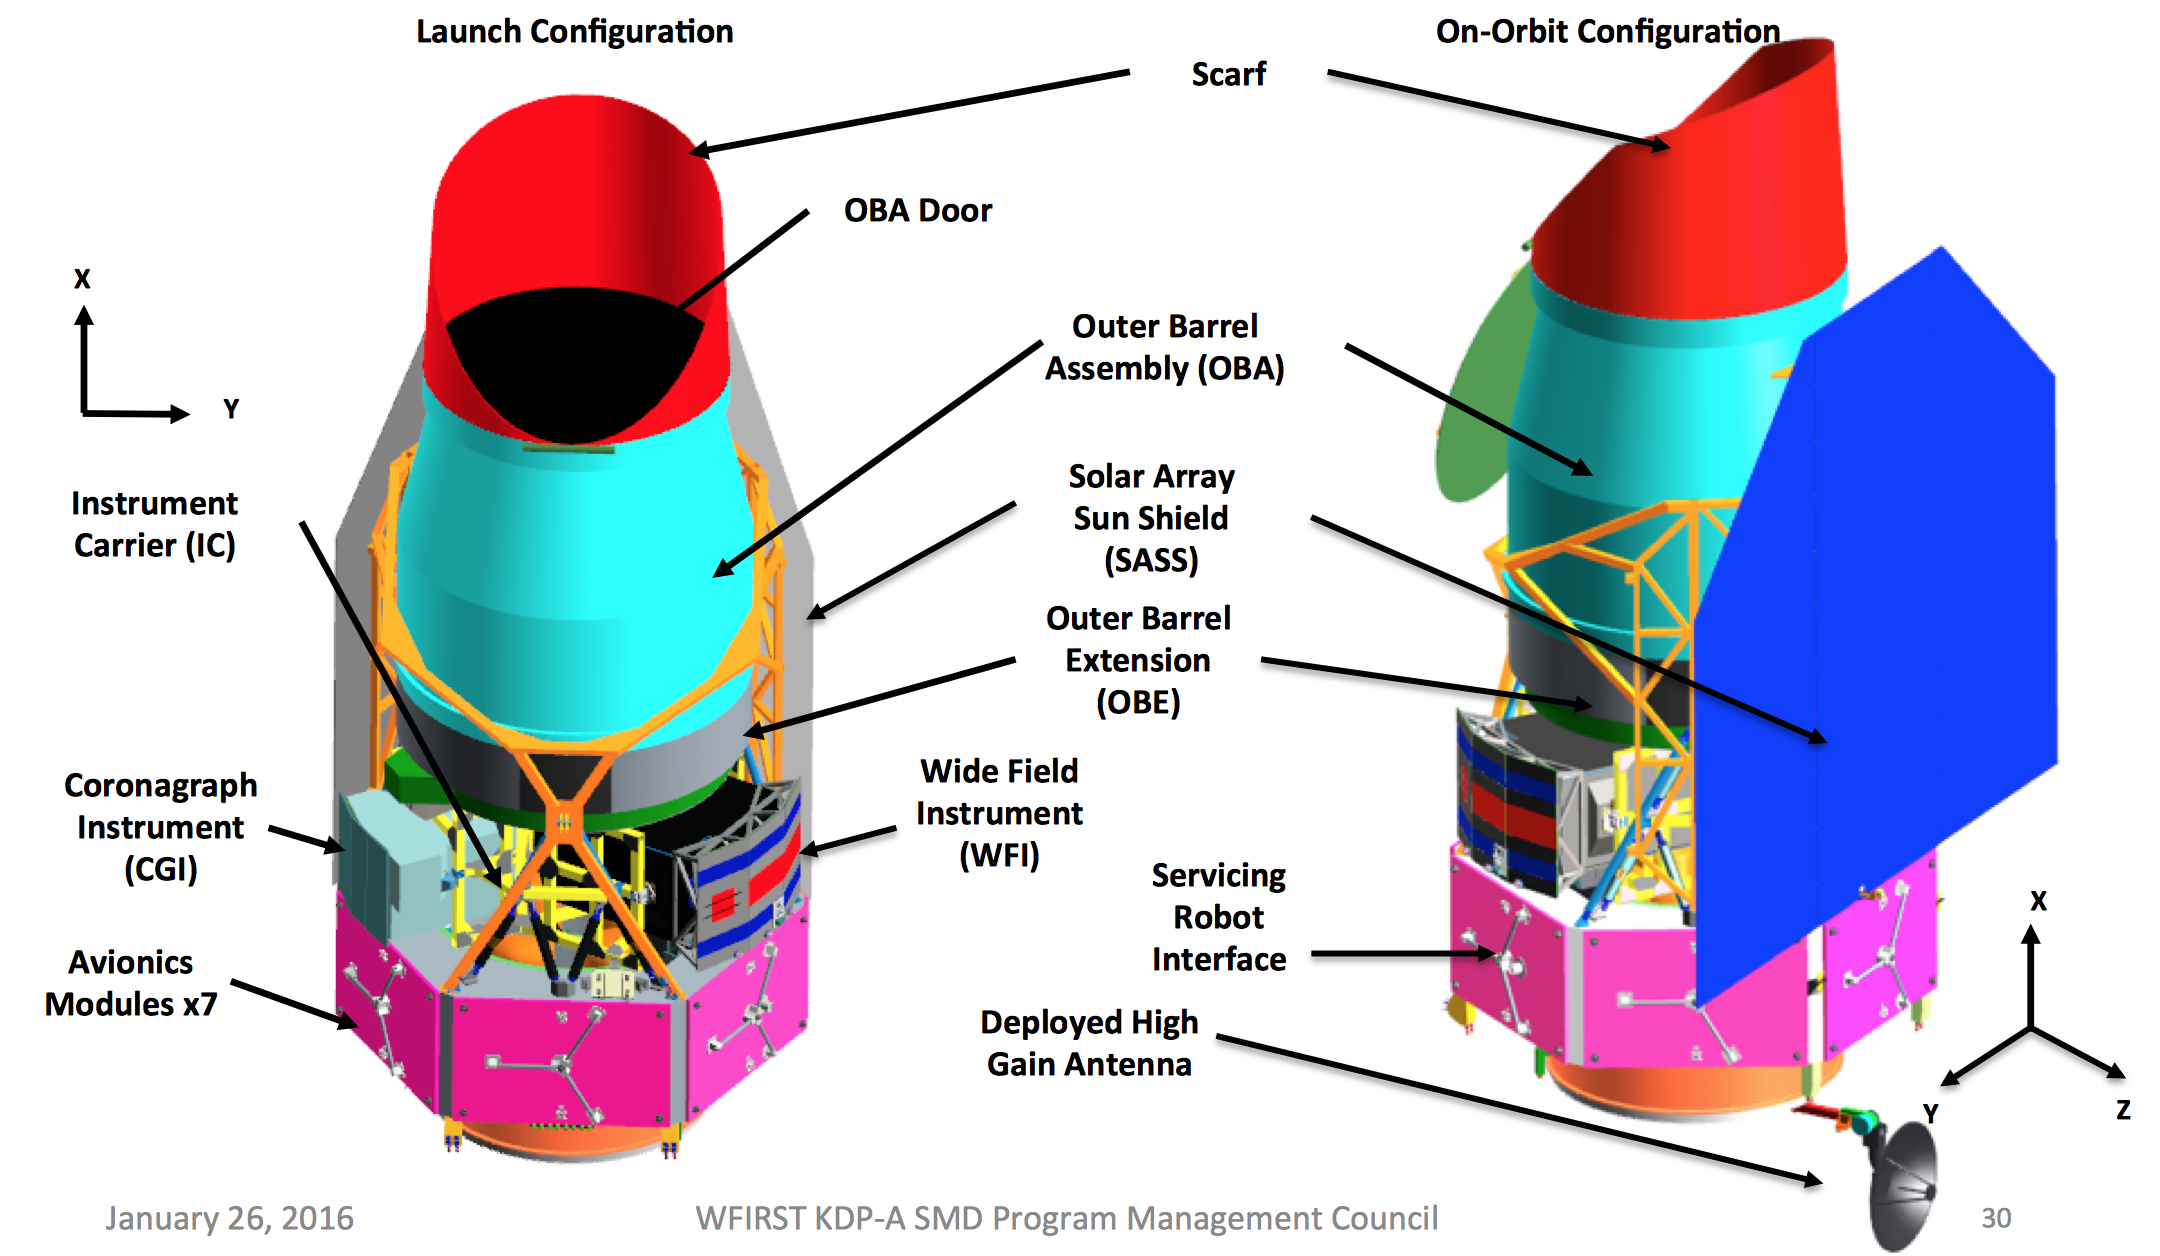 Launch Configuration
On-Orbit Configuration
Scarf
OBA Door
X
Y
Outer Barrel
Assembly (OBA)
Instrument
Carrier (IC)
Solar Array
Sun Shield
(SASS)
Outer Barrel
Extension
(OBE)
Coronagraph
Instrument
(CGI)
Wide Field
Instrument
(WFI)
Servicing
Robot
Interface
Avionics
Modules x7
Deployed High
Gain Antenna
X
Y
Z
January 26, 2016
WFIRST KDP-A SMD Program Management Council
30